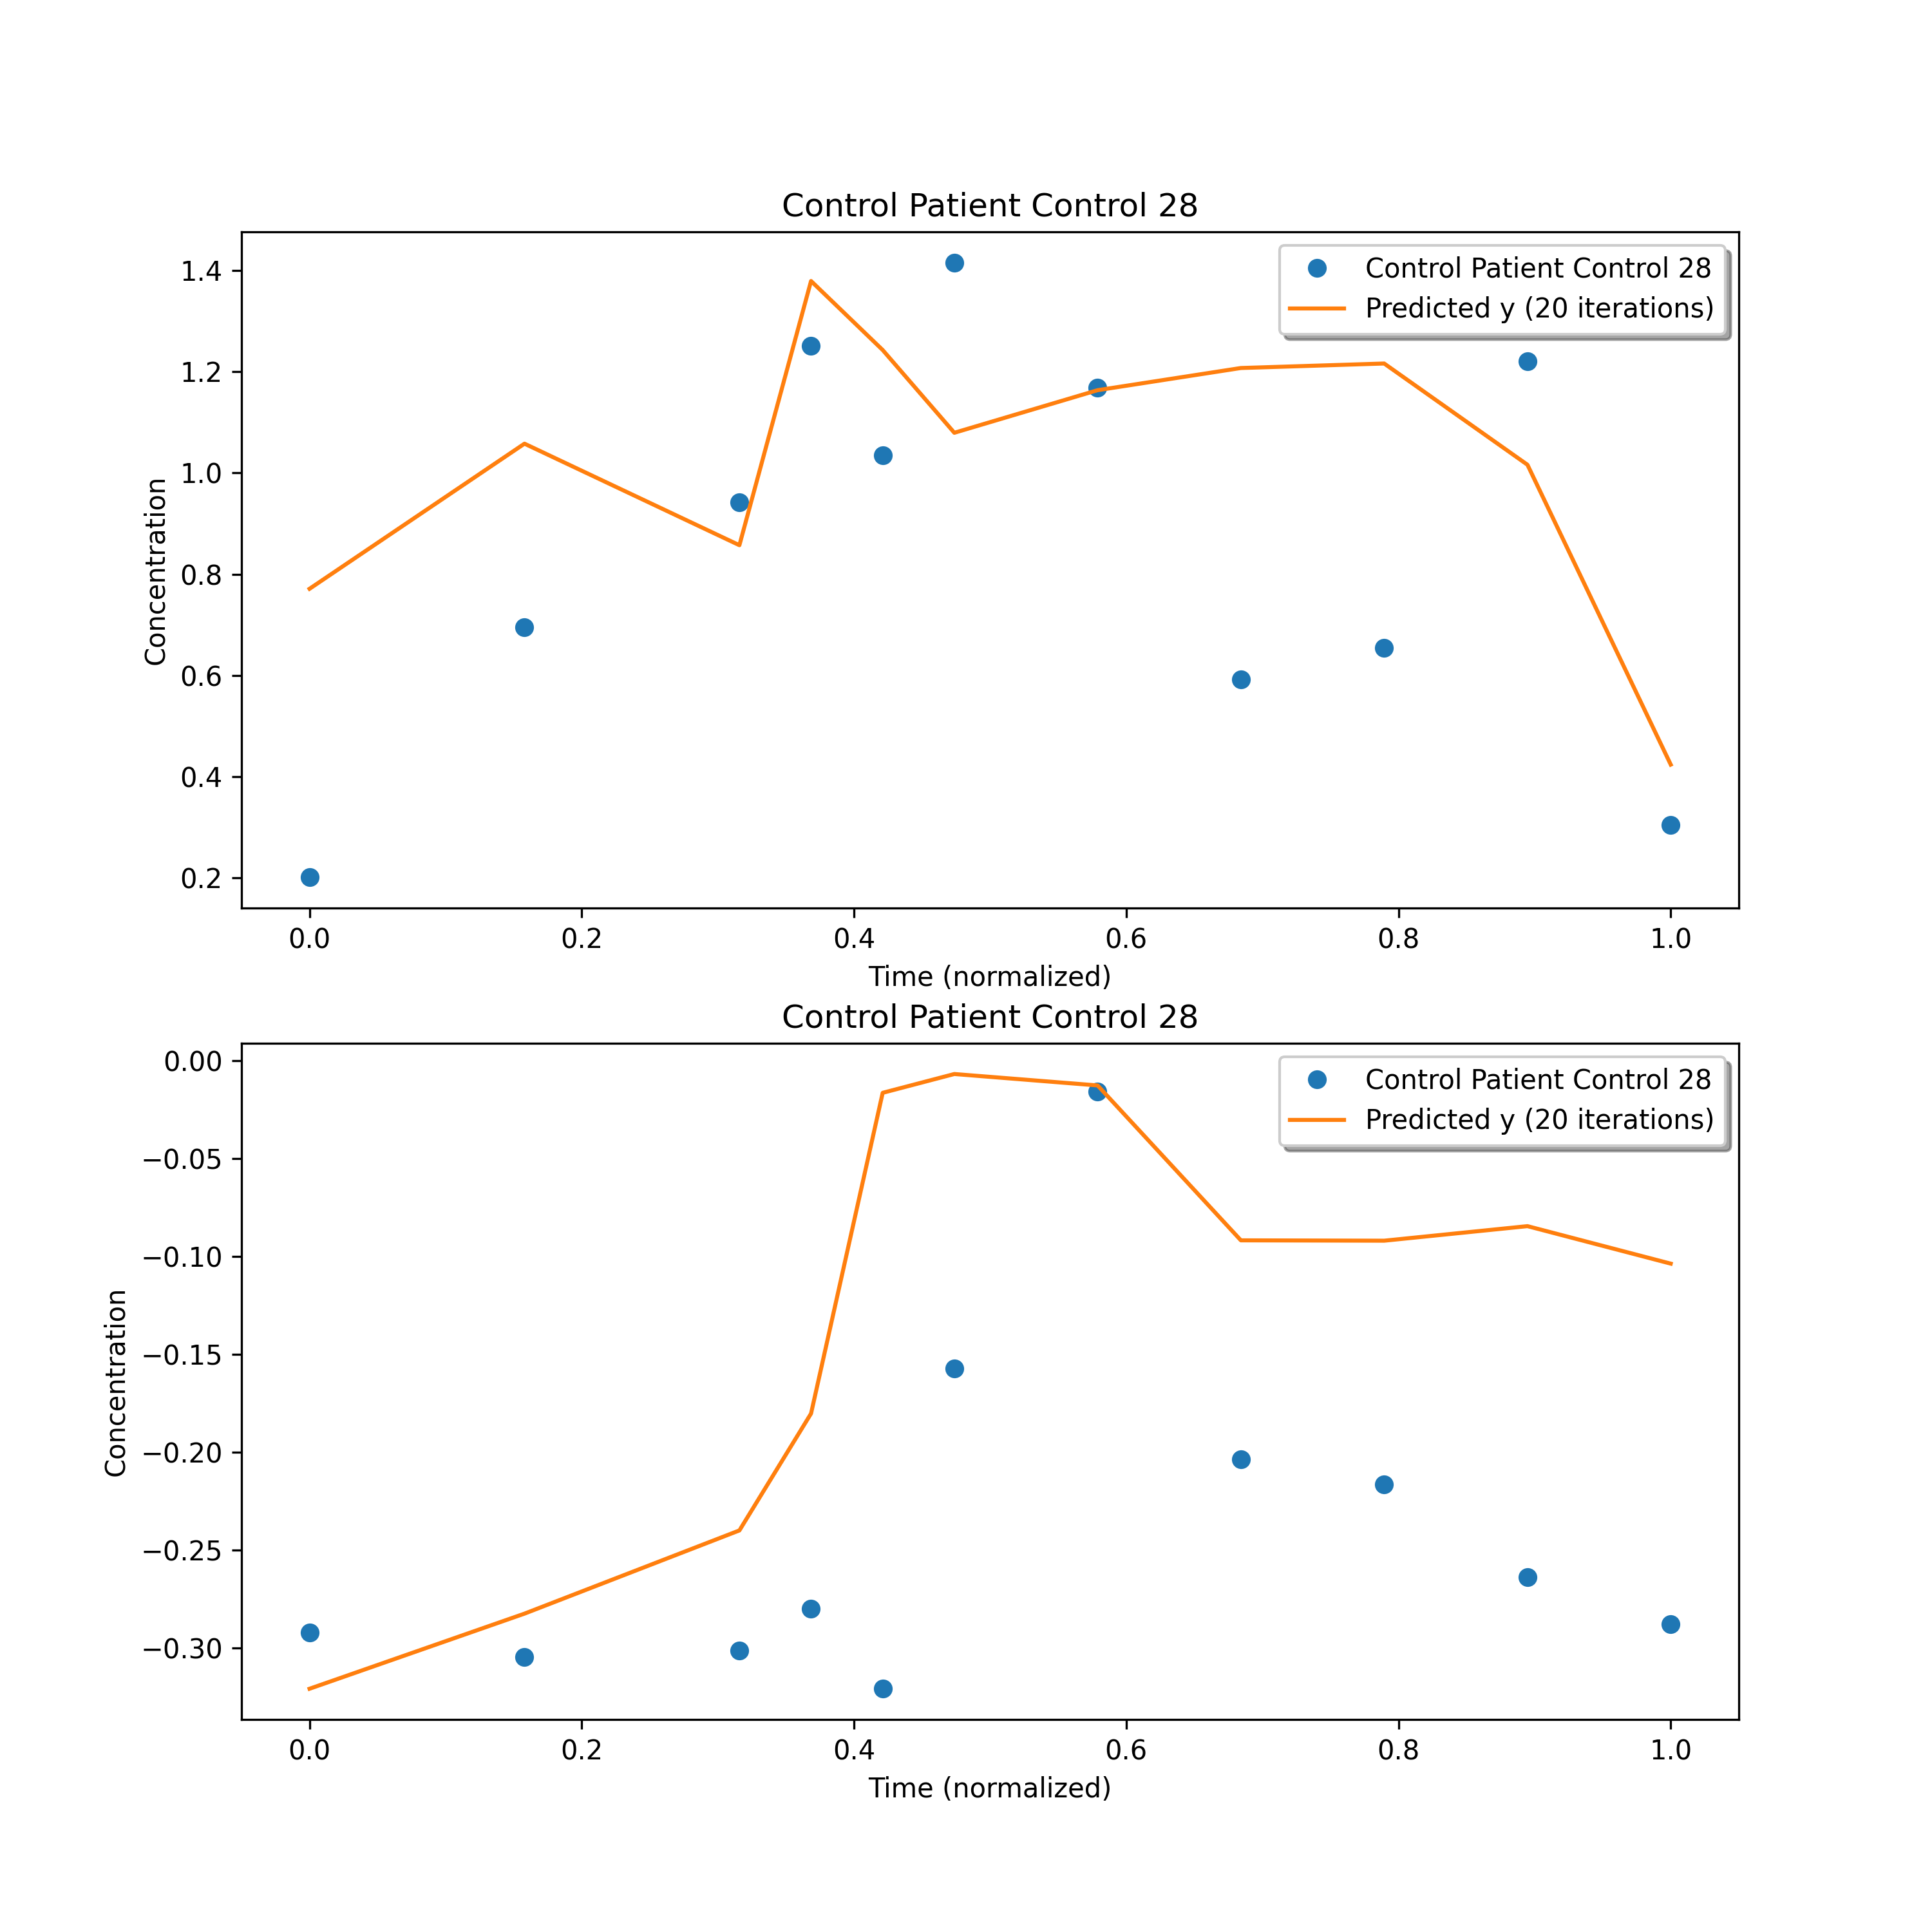 Control Patient Control 28
Control Patient Control 28
Predicted y (20 iterations)
1.4
1.2
1.0
0.8
0.6
0.4
0.2
Concentration
0.0 0.2 0.4 0.6 0.8 1.0
Time (normalized)
Control Patient Control 28
Control Patient Control 28
Predicted y (20 iterations)
0.00
−0.05
−0.10
−0.15
−0.20
−0.25
−0.30
Concentration
0.0 0.2 0.4 0.6 0.8 1.0
Time (normalized)